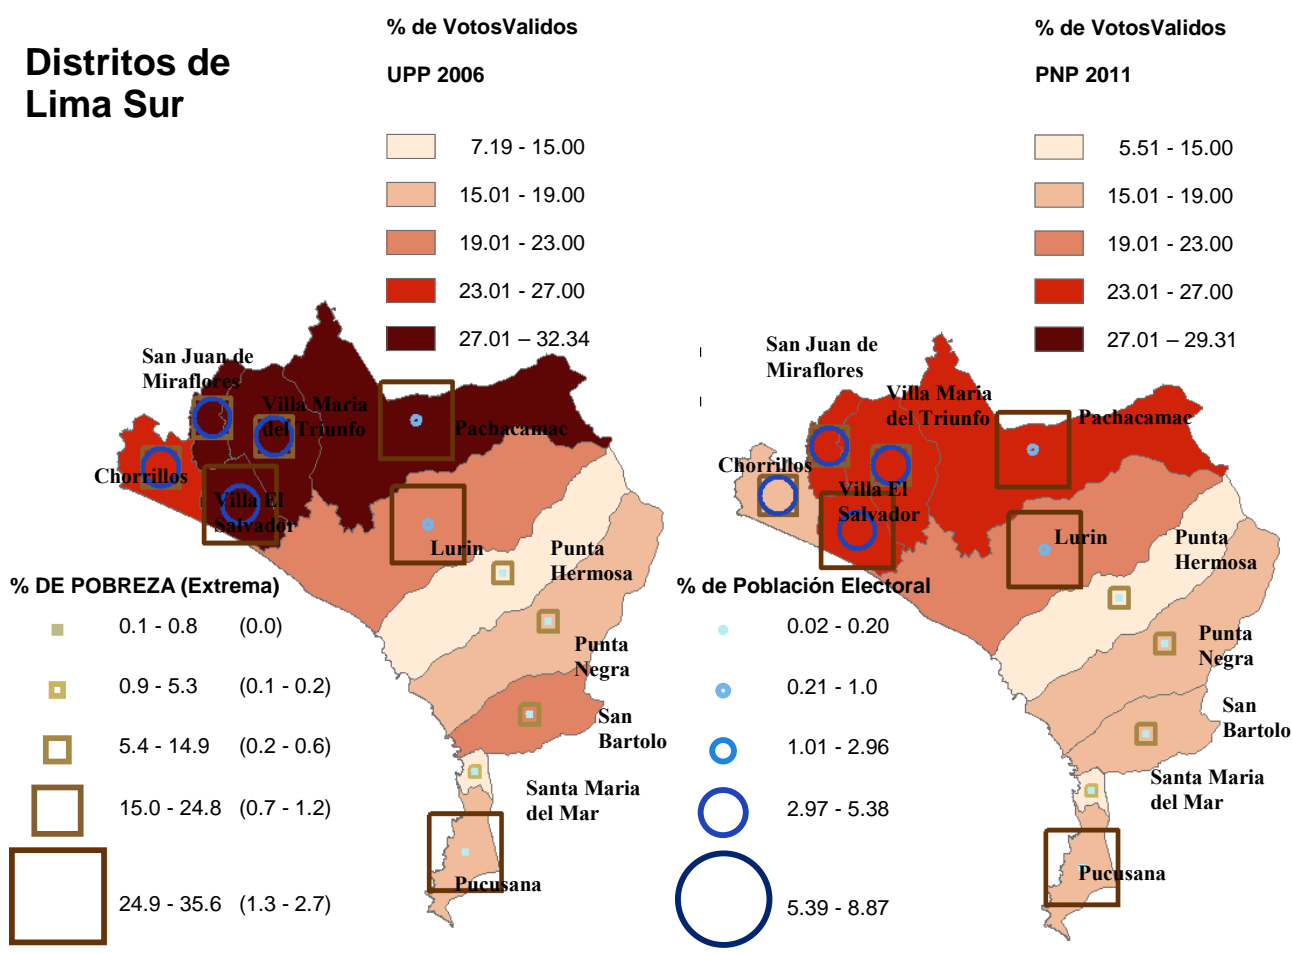 Distritos de
Lima Sur
% de VotosValidos
UPP 2006
7.19 - 15.00
15.01 - 19.00
19.01 - 23.00
23.01 - 27.00
27.01 – 32.34
% de VotosValidos
PNP 2011
5.51 - 15.00
15.01 - 19.00
19.01 - 23.00
23.01 - 27.00
27.01 – 29.31
San Juan de
Miraflores
Villa Maria
del Triunfo
Pachacamac
Chorrillos
Villa El
Salvador
Lurin
Punta
Hermosa
Punta
Negra
San
Bartolo
Santa Maria
del Mar
Pucusana
San Juan de
Miraflores
Villa Maria
del Triunfo
Pachacamac
Chorrillos
Villa El
Salvador
Lurin
Punta
Hermosa
Punta
Negra
San
Bartolo
Santa Maria
del Mar
Pucusana
% DE POBREZA (Extrema)
0.1 - 0.8 (0.0)
0.9 - 5.3 (0.1 - 0.2)
5.4 - 14.9 (0.2 - 0.6)
15.0 - 24.8 (0.7 - 1.2)
24.9 - 35.6 (1.3 - 2.7)
% de Población Electoral
0.02 - 0.20
0.21 - 1.0
1.01 - 2.96
2.97 - 5.38
5.39 - 8.87